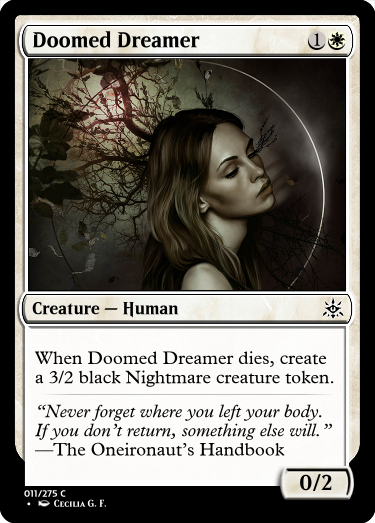 Doomed Dreamer
1
Creature — Human
When Doomed Dreamer dies, create
a 3/2 black Nightmare creature token.
“Never forget where you left your body.
If you don't return, something else will.”
—The Oneironaut's Handbook
0/2
011/275 C
• Cecilia G. F.